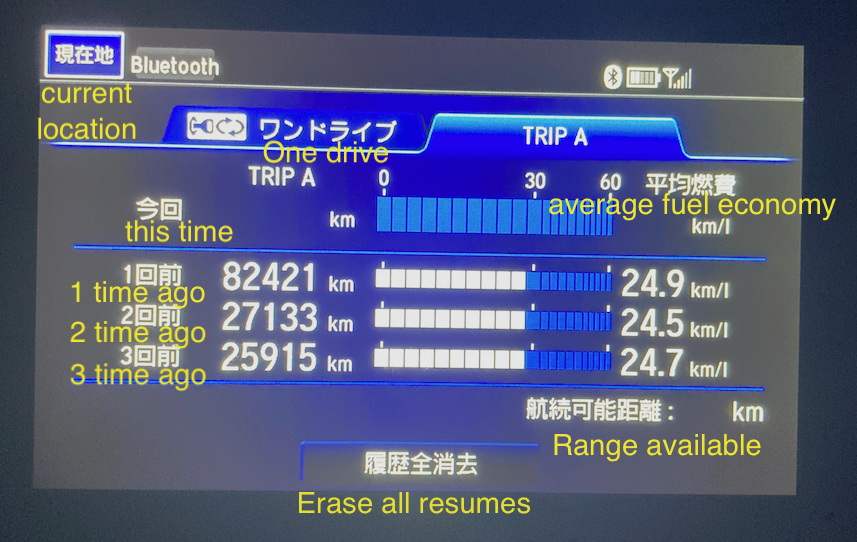 現在地 Bluetooth
current
location
ワンドライブ TRIP A
One drive
TRIP A 0 30 60 平均燃費
average fuel economy
今回 km km/l
this time
1回前 82421 km 24.9 km/l
1 time ago
2回前 27133 km 24.5 km/l
2 time ago
3回前 25915 km 24.7 km/l
3 time ago
航続可能距離: km
Range available
履歴全消去
Erase all resumes